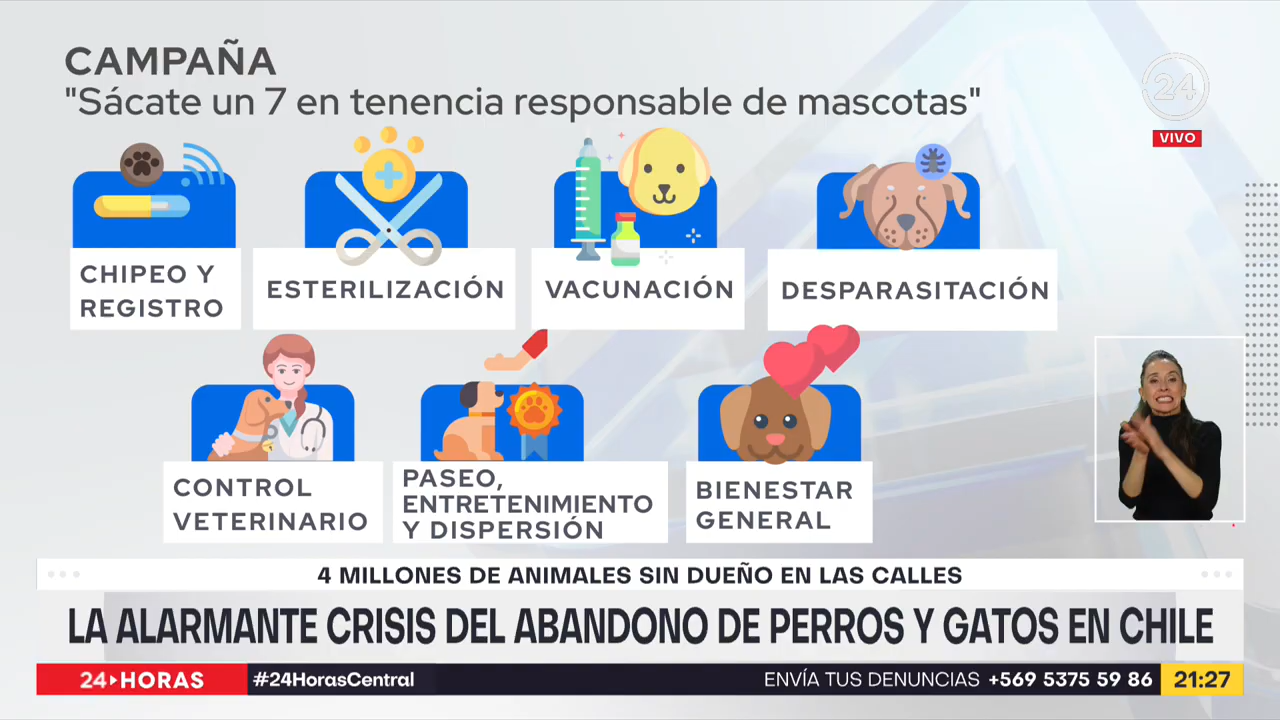 CAMPAÑA
"Sácate un 7 en tenencia responsable de mascotas"
24
VIVO
CHIPEO Y
REGISTRO
ESTERILIZACIÓN
VACUNACIÓN
DESPARASITACIÓN
CONTROL
VETERINARIO
PASEO,
ENTRETENIMIENTO
Y DISPERSIÓN
BIENESTAR
GENERAL
4 MILLONES DE ANIMALES SIN DUEÑO EN LAS CALLES
LA ALARMANTE CRISIS DEL ABANDONO DE PERROS Y GATOS EN CHILE
24 HORAS
#24HorasCentral
ENVÍA TUS DENUNCIAS +569 5375 59 86
21:27